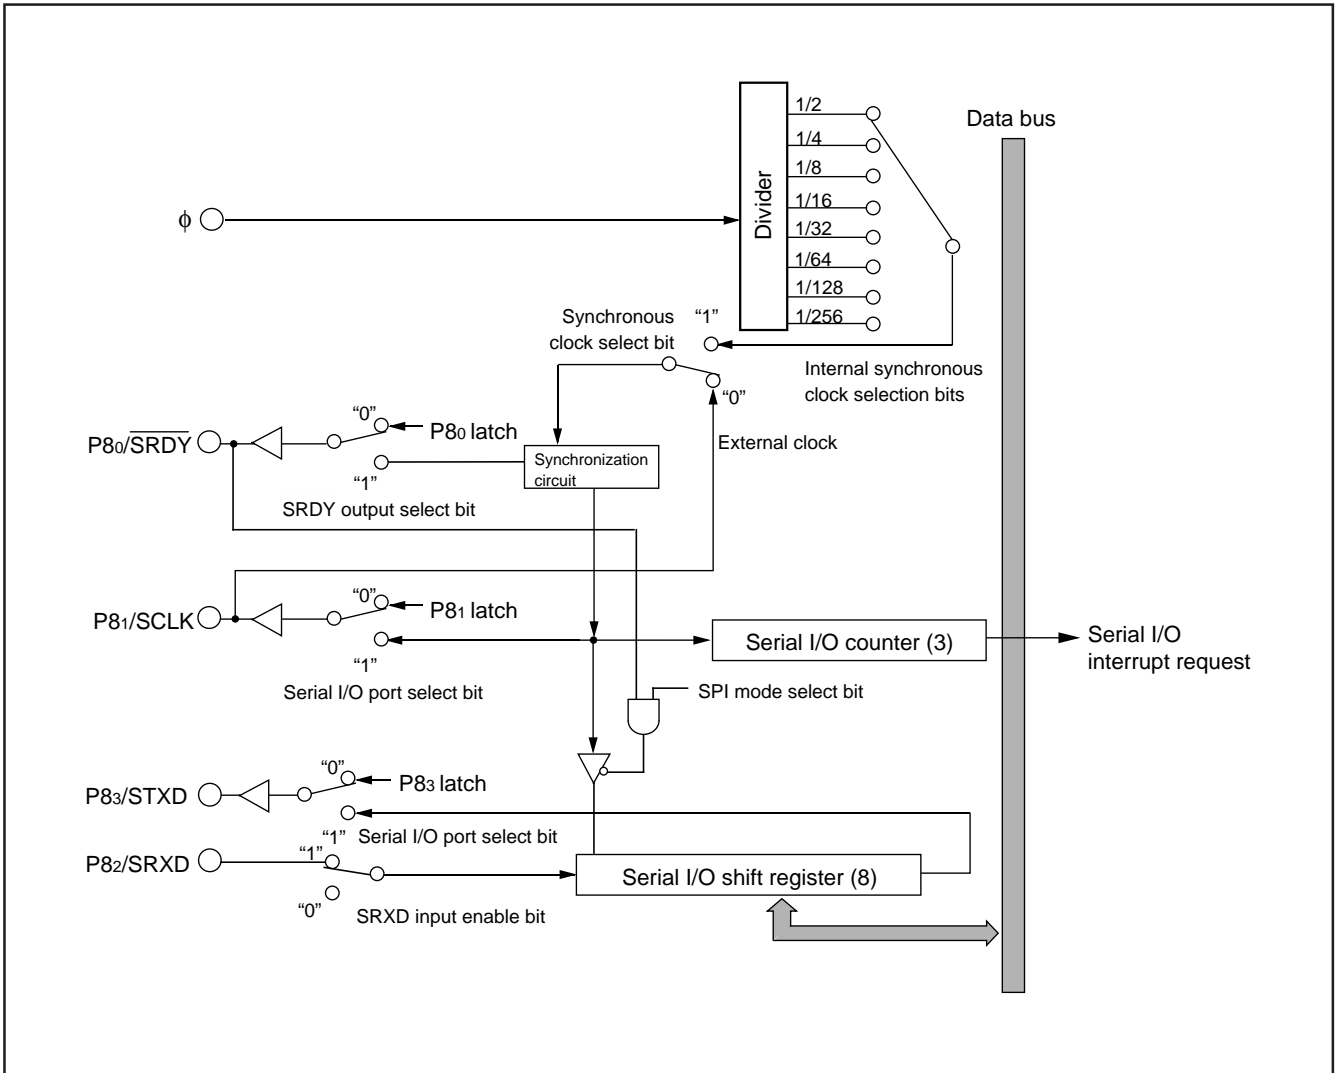 1/2
1/4
1/8
1/16
1/32
1/64
1/128
1/256
Divider
Data bus
ϕ
Synchronous
clock select bit
“1”
“0”
Internal synchronous
clock selection bits
External clock
P80/SRDY
“0”
P80 latch
“1”
SRDY output select bit
Synchronization
circuit
P81/SCLK
“0”
P81 latch
“1”
Serial I/O port select bit
Serial I/O counter (3)
Serial I/O
interrupt request
SPI mode select bit
P83/STXD
“0”
P83 latch
“1”
Serial I/O port select bit
P82/SRXD
“1”
“0”
SRXD input enable bit
Serial I/O shift register (8)